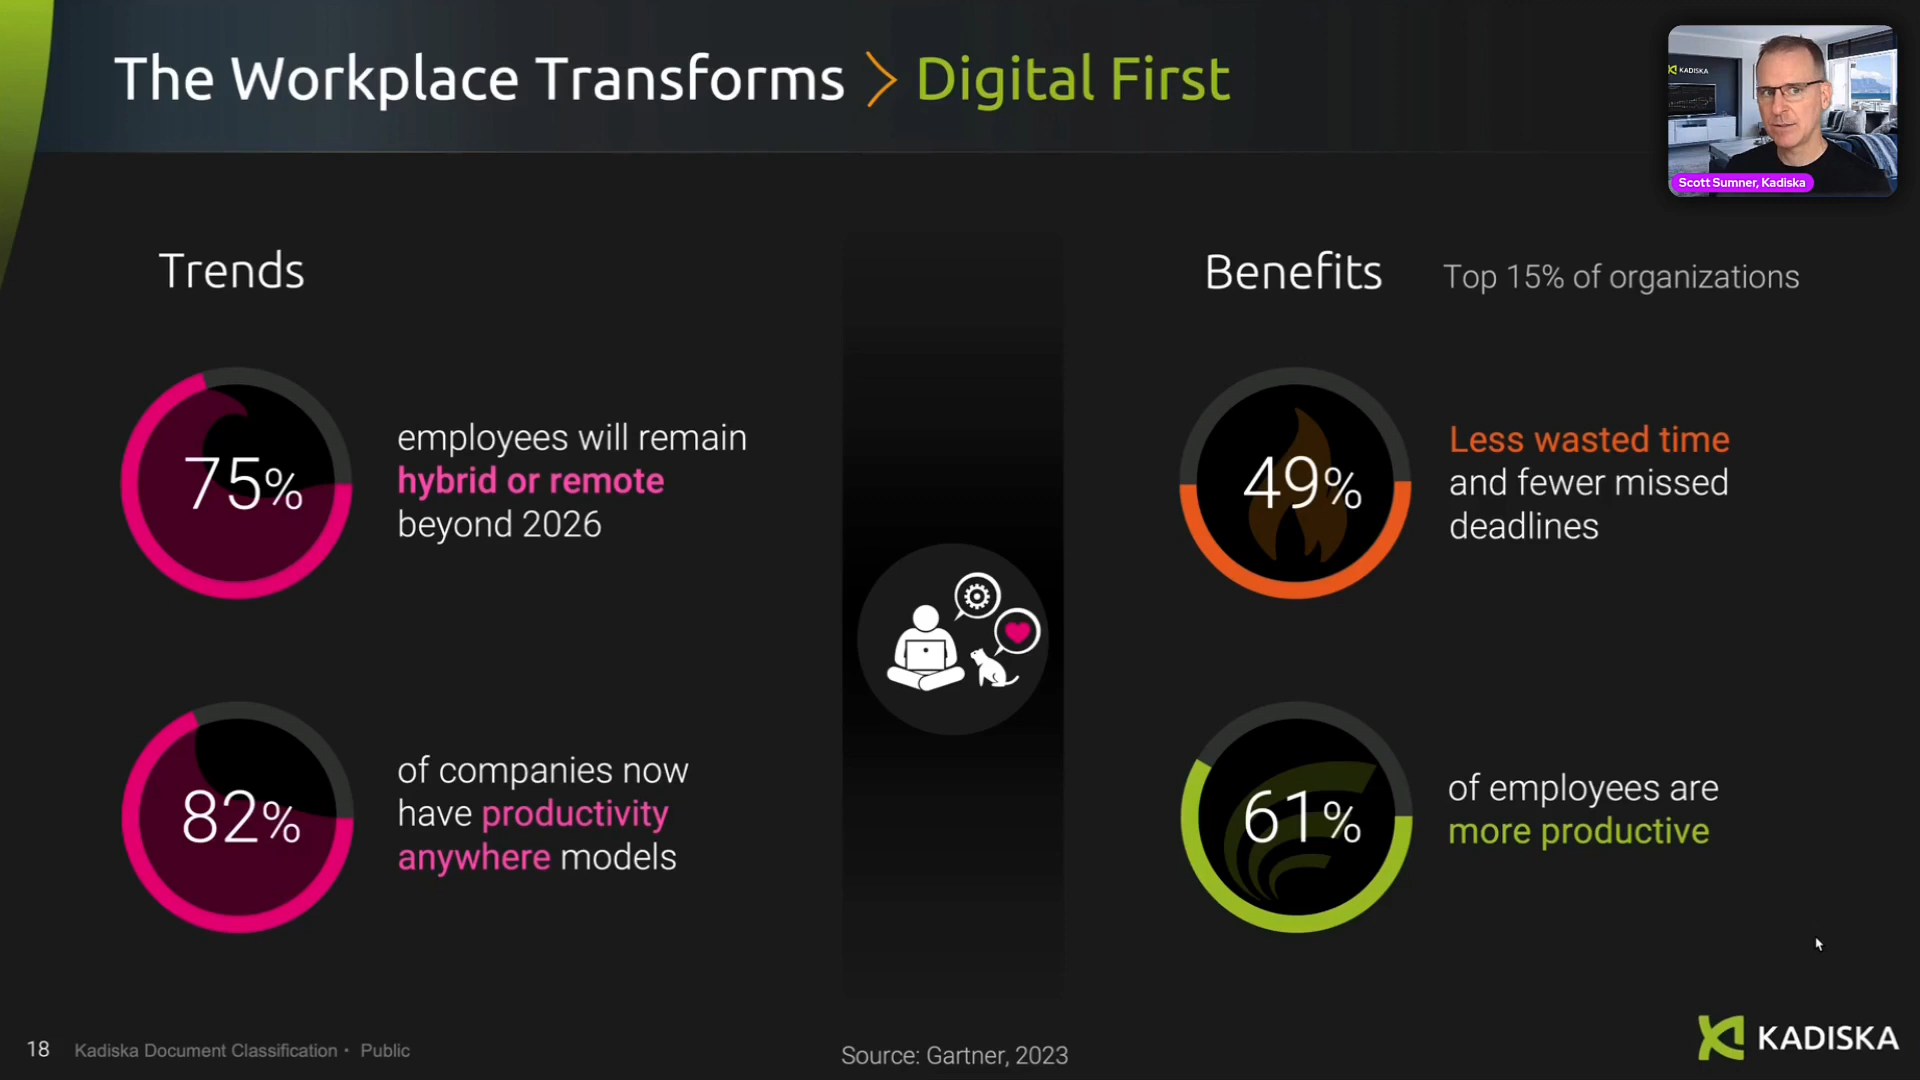 The Workplace Transforms > Digital First
KADISKA
Scott Sumner, Kadiska
Trends
75%
employees will remain
hybrid or remote
beyond 2026
82%
of companies now
have productivity
anywhere models
Benefits
Top 15% of organizations
49%
Less wasted time
and fewer missed
deadlines
61%
of employees are
more productive
18
Kadiska Document Classification · Public
Source: Gartner, 2023
KADISKA